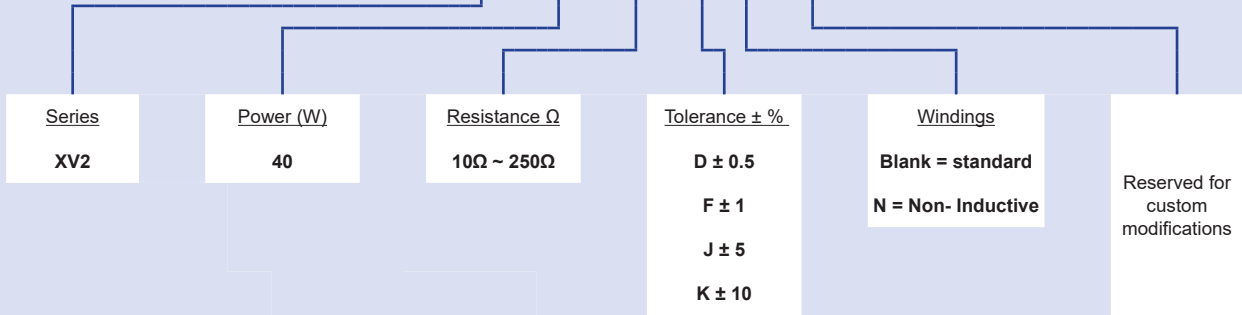 Series
XV2
Power (W)
40
Resistance Ω
10Ω ~ 250Ω
Tolerance ± %
D ± 0.5
F ± 1
J ± 5
K ± 10
Windings
Blank = standard
N = Non- Inductive
Reserved for
custom
modifications